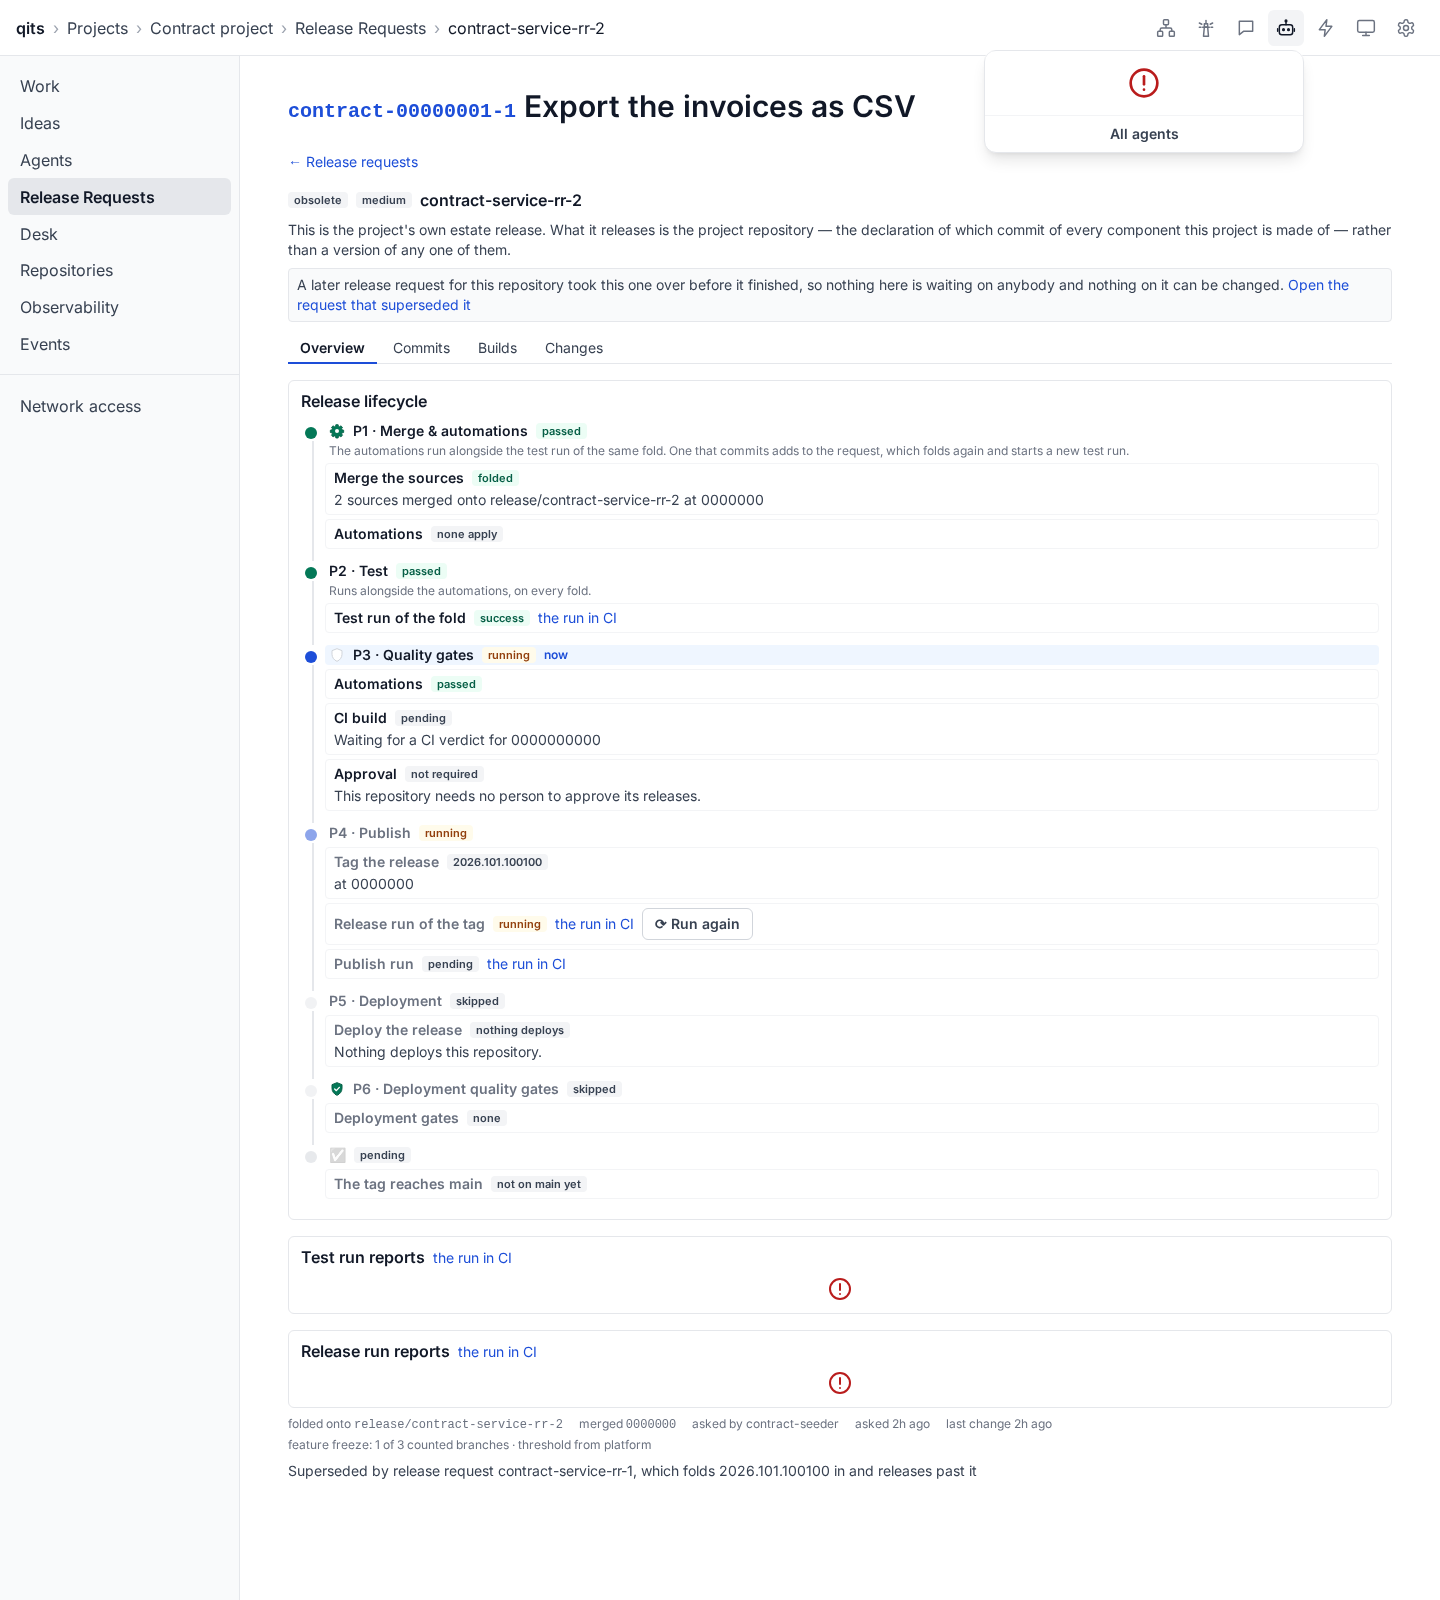 qits › Projects › Contract project › Release Requests › contract-service-rr-2
All agents
Work
Ideas
Agents
Release Requests
Desk
Repositories
Observability
Events
Network access
contract-00000001-1 Export the invoices as CSV
← Release requests
obsolete medium contract-service-rr-2
This is the project's own estate release. What it releases is the project repository — the declaration of which commit of every component this project is made of — rather
than a version of any one of them.
A later release request for this repository took this one over before it finished, so nothing here is waiting on anybody and nothing on it can be changed. Open the
request that superseded it
Overview Commits Builds Changes
Release lifecycle
P1 · Merge & automations passed
The automations run alongside the test run of the same fold. One that commits adds to the request, which folds again and starts a new test run.
Merge the sources folded
2 sources merged onto release/contract-service-rr-2 at 0000000
Automations none apply
P2 · Test passed
Runs alongside the automations, on every fold.
Test run of the fold success the run in CI
P3 · Quality gates running now
Automations passed
CI build pending
Waiting for a CI verdict for 0000000000
Approval not required
This repository needs no person to approve its releases.
P4 · Publish running
Tag the release 2026.101.100100
at 0000000
Release run of the tag running the run in CI ⟳ Run again
Publish run pending the run in CI
P5 · Deployment skipped
Deploy the release nothing deploys
Nothing deploys this repository.
P6 · Deployment quality gates skipped
Deployment gates none
pending
The tag reaches main not on main yet
Test run reports the run in CI
Release run reports the run in CI
folded onto release/contract-service-rr-2 merged 0000000 asked by contract-seeder asked 2h ago last change 2h ago
feature freeze: 1 of 3 counted branches · threshold from platform
Superseded by release request contract-service-rr-1, which folds 2026.101.100100 in and releases past it